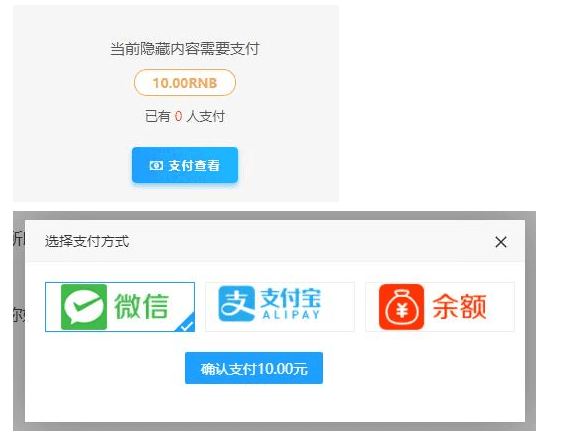 当前隐藏内容需要支付
10.00RNB
已有 0 人支付
支付查看
选择支付方式
微信
支付宝
ALIPAY
余额
确认支付10.00元